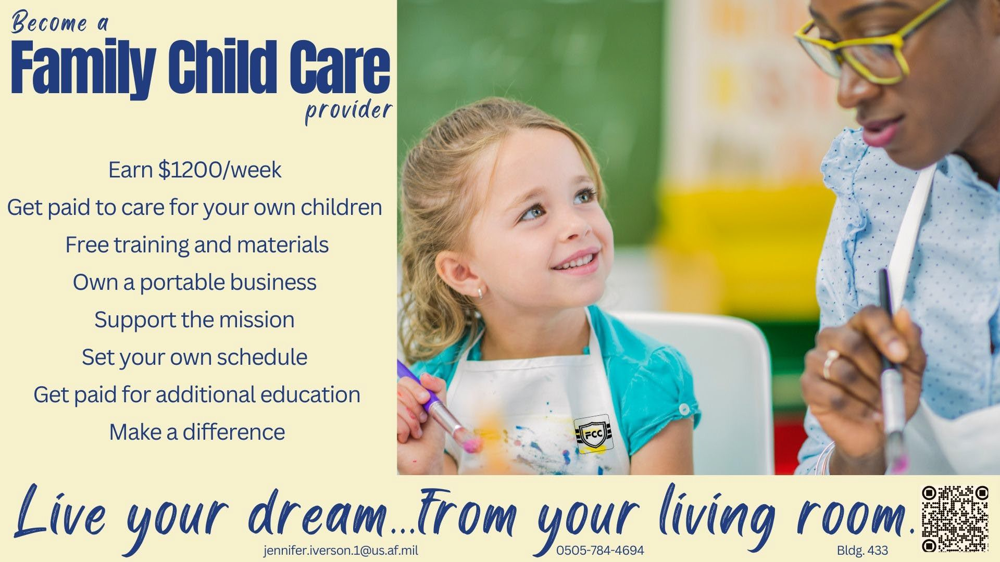 Become a
Family Child Care
provider
Earn $1200/week
Get paid to care for your own children
Free training and materials
Own a portable business
Support the mission
Set your own schedule
Get paid for additional education
Make a difference
FCC
Live your dream...From your living room.
jennifer.iverson.1@us.af.mil 0505-784-4694 Bldg. 433